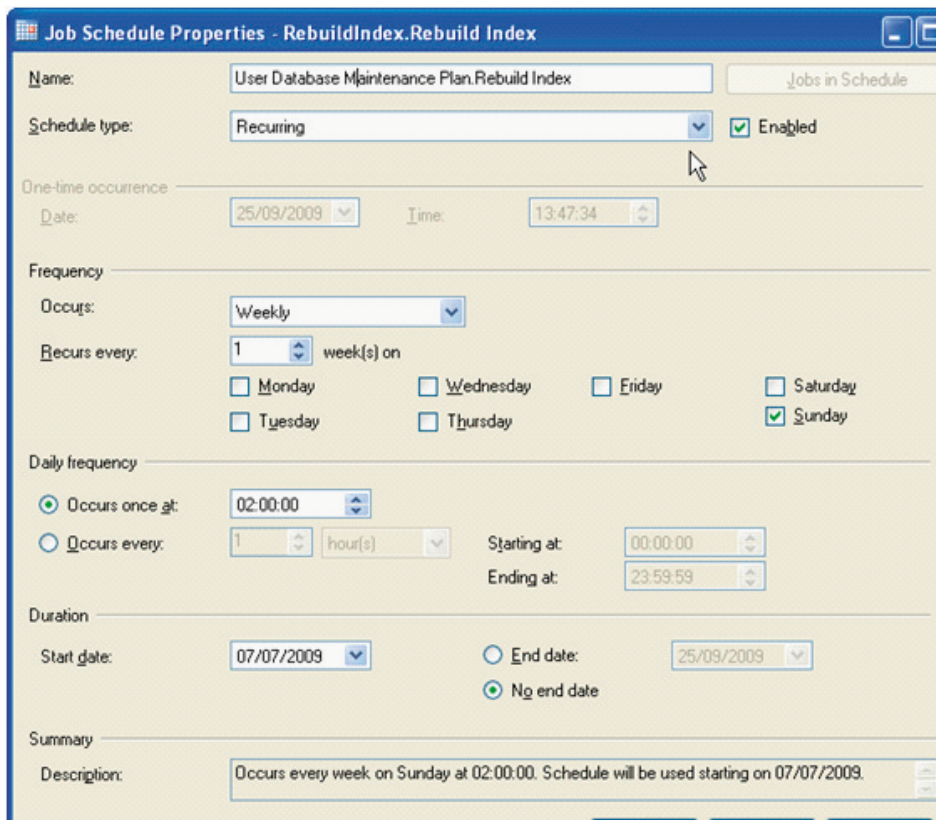 Job Schedule Properties - RebuildIndex.Rebuild Index
Name: User Database Maintenance Plan.Rebuild Index Jobs in Schedule
Schedule type: Recurring Enabled
One-time occurrence
Date: 25/09/2009 Time: 13:47:34
Frequency
Occurs: Weekly
Recurs every: 1 week(s) on
Monday Wednesday Friday Saturday
Tuesday Thursday Sunday
Daily frequency
Occurs once at: 02:00:00
Occurs every: 1 hour(s) Starting at: 00:00:00
Ending at: 23:59:59
Duration
Start date: 07/07/2009 End date: 25/09/2009
No end date
Summary
Description: Occurs every week on Sunday at 02:00:00. Schedule will be used starting on 07/07/2009.